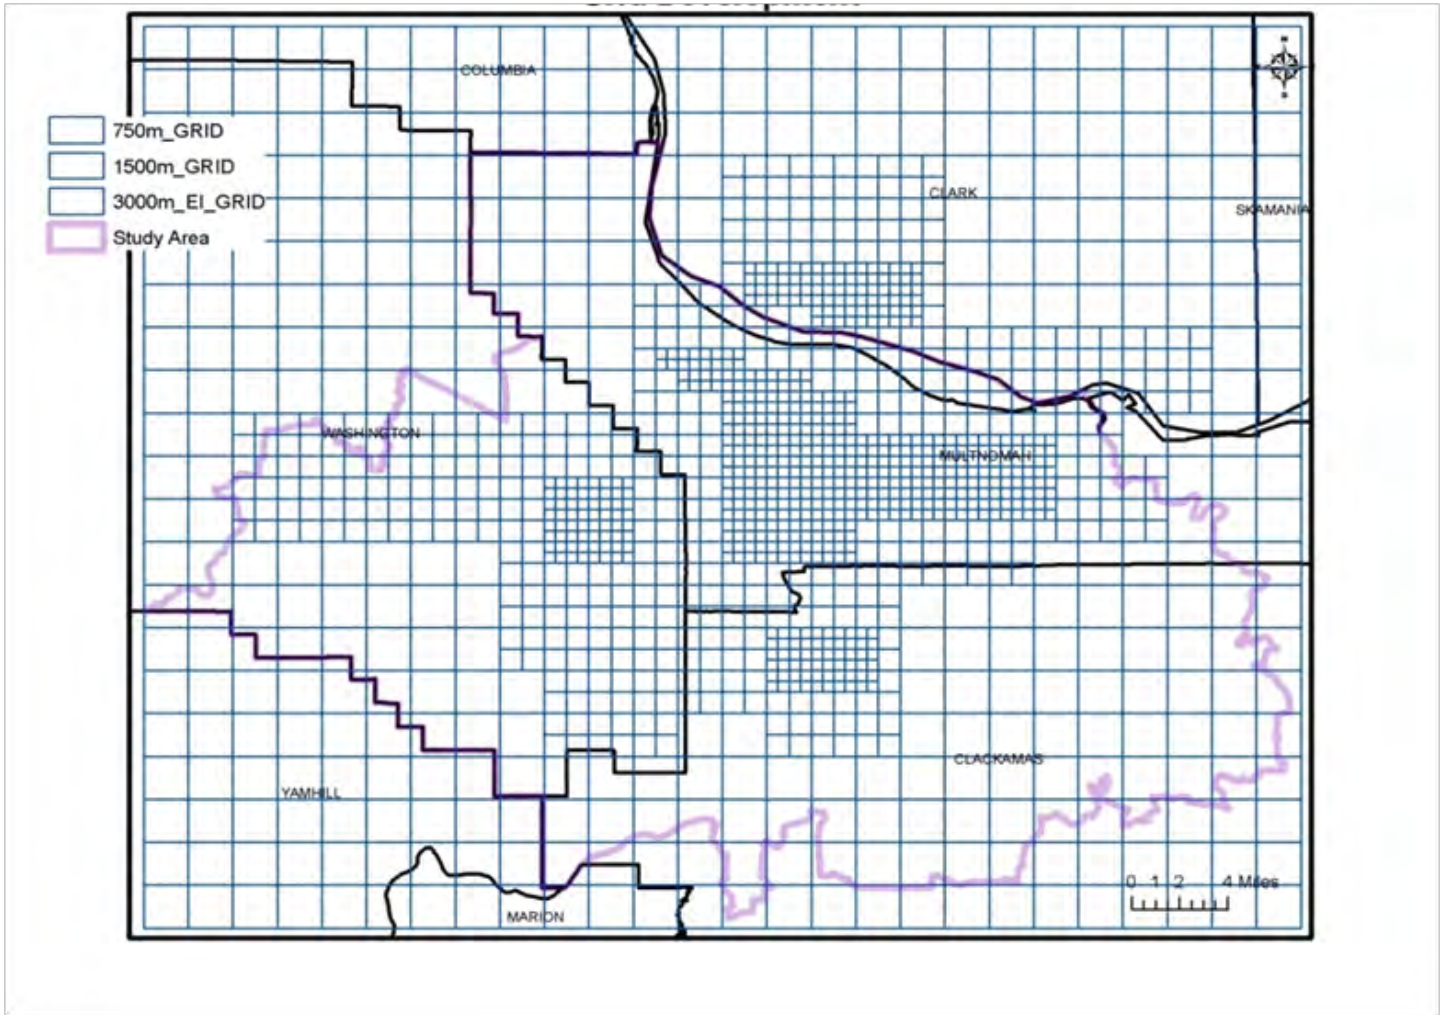 COLUMBIA
750m_GRID
1500m_GRID
3000m_EI_GRID
Study Area
CLARK
SKAMANIA
WASHINGTON
MULTNOMAH
CLACKAMAS
YAMHILL
0 1 2 4 Miles
MARION